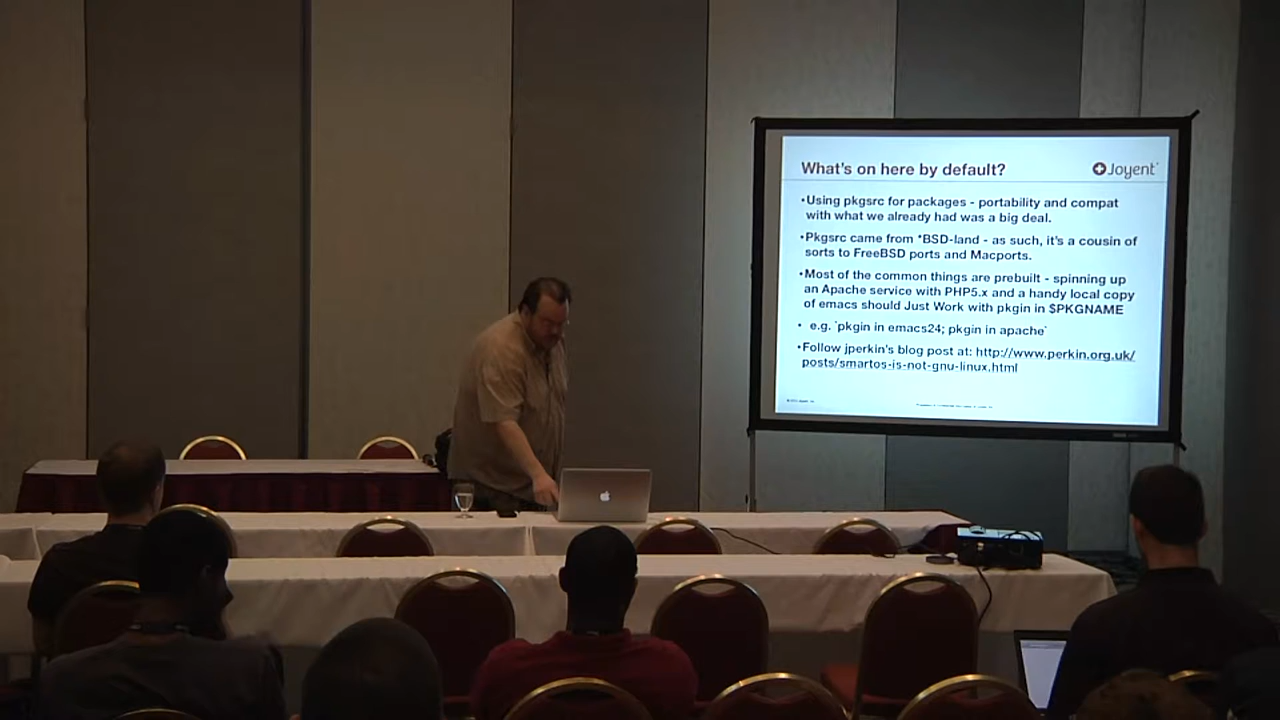 What's on here by default?
Joyent
•Using pkgsrc for packages - portability and compat
with what we already had was a big deal.
•Pkgsrc came from *BSD-land - as such, it's a cousin of
sorts to FreeBSD ports and Macports.
•Most of the common things are prebuilt - spinning up
an Apache service with PHP5.x and a handy local copy
of emacs should Just Work with pkgin in $PKGNAME
• e.g. `pkgin in emacs24; pkgin in apache`
•Follow jperkin's blog post at: http://www.perkin.org.uk/
posts/smartos-is-not-gnu-linux.html